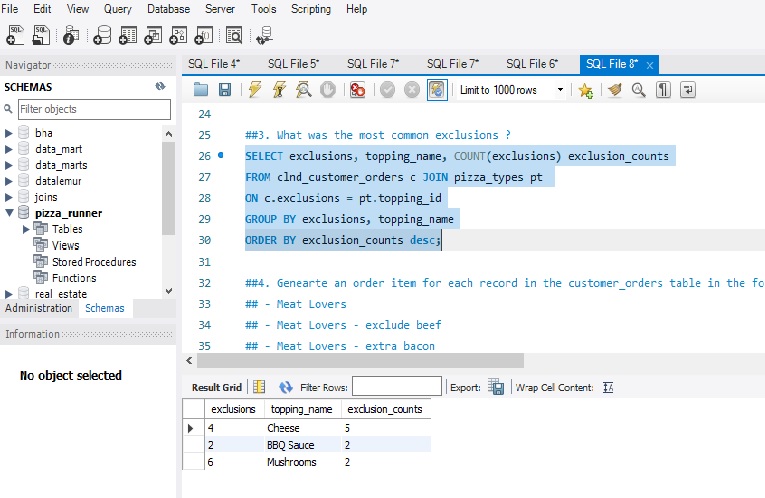 File Edit View Query Database Server Tools Scripting Help
Navigator
SCHEMAS
Filter objects
bna
data_mart
data_marts
datalemur
joins
pizza_runner
Tables
Views
Stored Procedures
Functions
real_estate
Administration Schemas
Information
No object selected
SQL File 4* SQL File 5* SQL File 7* SQL File 7* SQL File 6* SQL File 8* x
Limit to 1000 rows
24
25 ##3. What was the most common exclusions ?
26 SELECT exclusions, topping_name, COUNT(exclusions) exclusion_counts
27 FROM clnd_customer_orders c JOIN pizza_types pt
28 ON c.exclusions = pt.topping_id
29 GROUP BY exclusions, topping_name
30 ORDER BY exclusion_counts desc;
31
32 ##4. Genearte an order item for each record in the customer_orders table in the fo
33 ## - Meat Lovers
34 ## - Meat Lovers - exclude beef
35 ## - Meat Lovers - extra bacon
Result Grid Filter Rows: Export: Wrap Cell Content:
exclusions topping_name exclusion_counts
4 Cheese 5
2 BBQ Sauce 2
6 Mushrooms 2